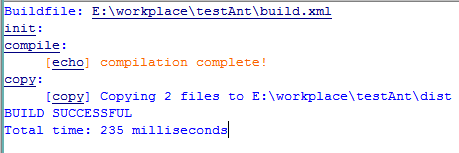 Buildfile: E:\workplace\testAnt\build.xml
init:
compile:
[echo] compilation complete!
copy:
[copy] Copying 2 files to E:\workplace\testAnt\dist
BUILD SUCCESSFUL
Total time: 235 milliseconds